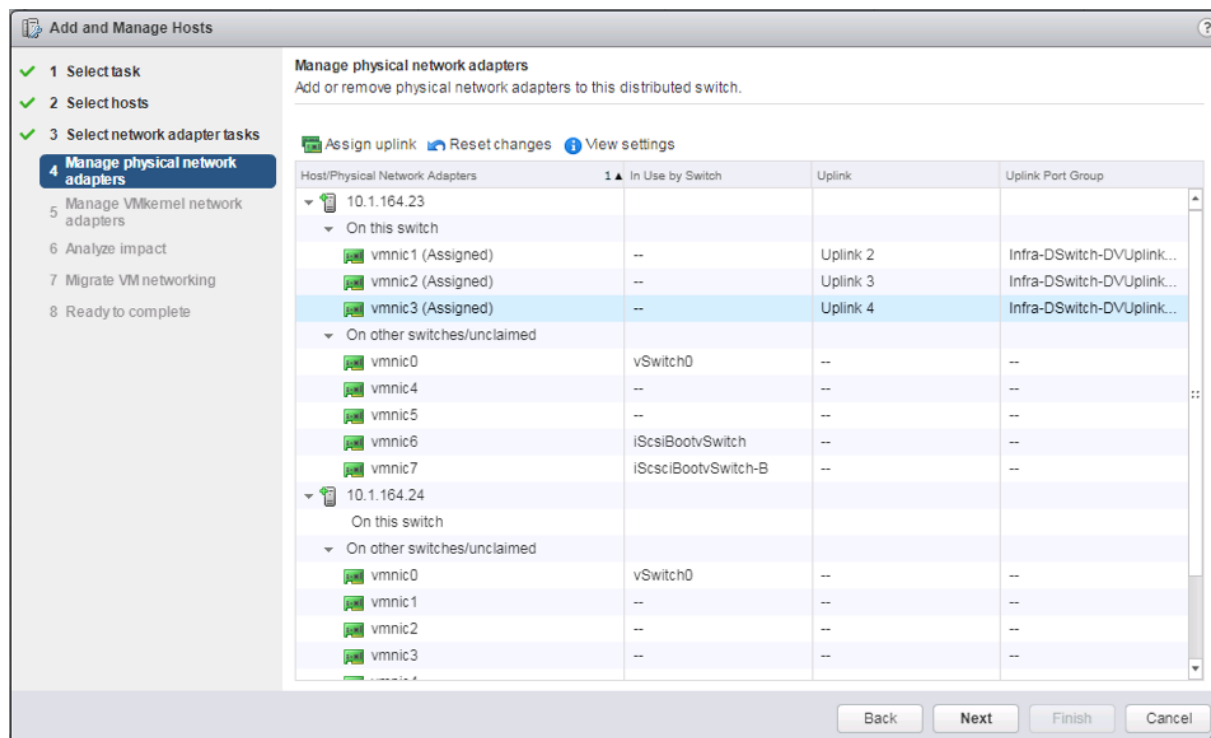 Add and Manage Hosts
?
1 Select task
2 Select hosts
3 Select network adapter tasks
4 Manage physical network
adapters
5 Manage VMkernel network
adapters
6 Analyze impact
7 Migrate VM networking
8 Ready to complete
Manage physical network adapters
Add or remove physical network adapters to this distributed switch.
Assign uplink Reset changes View settings
Host/Physical Network Adapters 1 ▲ In Use by Switch Uplink Uplink Port Group
10.1.164.23
On this switch
vmnic1 (Assigned) -- Uplink 2 Infra-DSwitch-DVUplink...
vmnic2 (Assigned) -- Uplink 3 Infra-DSwitch-DVUplink...
vmnic3 (Assigned) -- Uplink 4 Infra-DSwitch-DVUplink...
On other switches/unclaimed
vmnic0 vSwitch0 -- --
vmnic4 -- -- --
vmnic5 -- -- --
vmnic6 iScsiBootvSwitch -- --
vmnic7 iScsciBootvSwitch-B -- --
10.1.164.24
On this switch
On other switches/unclaimed
vmnic0 vSwitch0 -- --
vmnic1 -- -- --
vmnic2 -- -- --
vmnic3 -- -- --
Back Next Finish Cancel